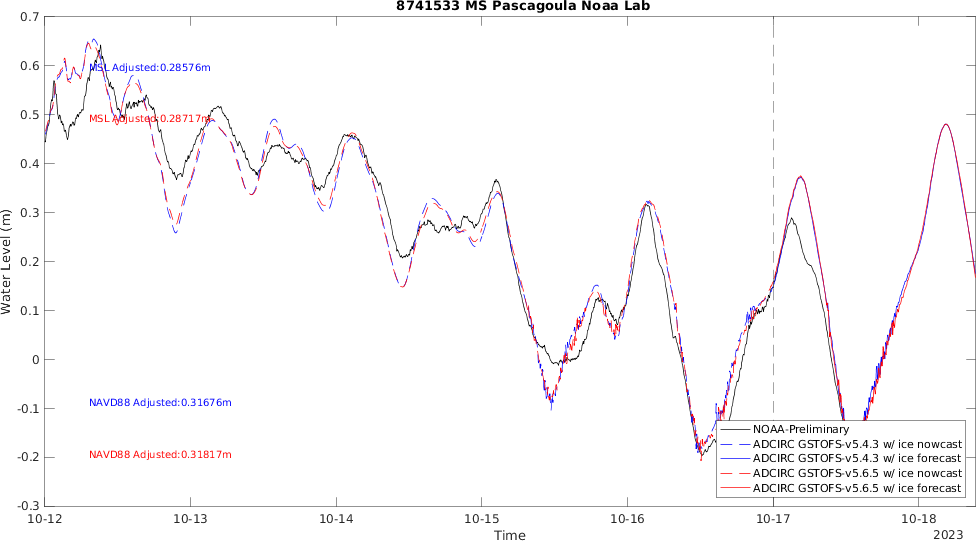 8741533 MS Pascagoula Noaa Lab
0.7
0.6
0.5
0.4
0.3
0.2
0.1
0
-0.1
-0.2
-0.3
Water Level (m)
MSL Adjusted:0.28576m
MSL Adjusted:0.28717m
NAVD88 Adjusted:0.31676m
NAVD88 Adjusted:0.31817m
NOAA-Preliminary
ADCIRC GSTOFS-v5.4.3 w/ ice nowcast
ADCIRC GSTOFS-v5.4.3 w/ ice forecast
ADCIRC GSTOFS-v5.6.5 w/ ice nowcast
ADCIRC GSTOFS-v5.6.5 w/ ice forecast
10-12 10-13 10-14 10-15 10-16 10-17 10-18
Time
2023